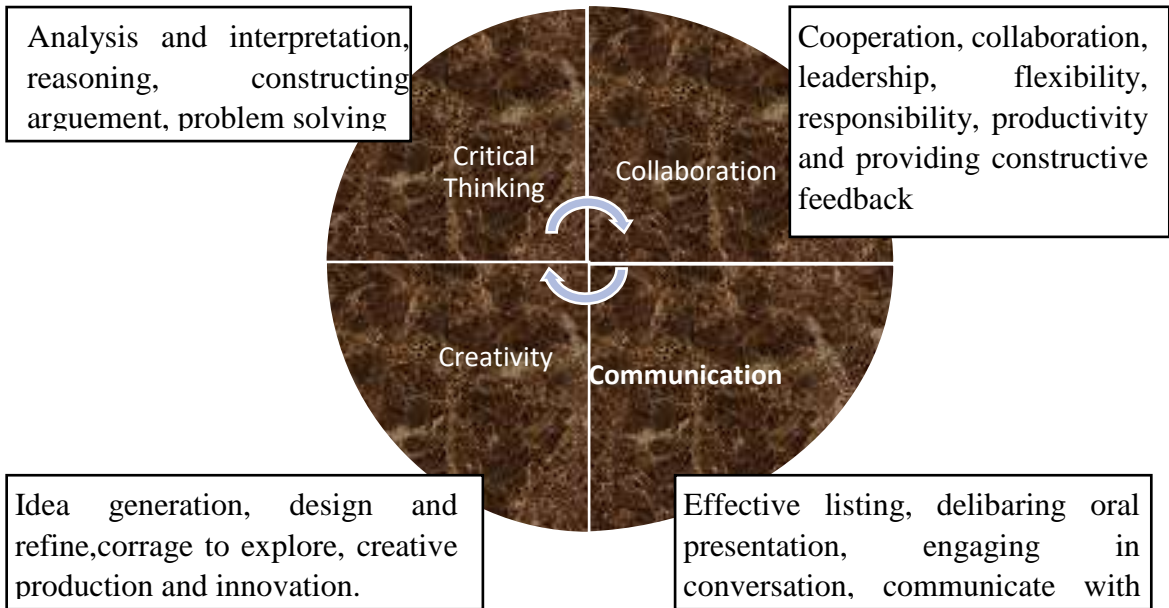 Analysis and interpretation,
reasoning, constructing
arguement, problem solving
Cooperation, collaboration,
leadership, flexibility,
responsibility, productivity
and providing constructive
feedback
Critical
Thinking
Collaboration
Creativity
Communication
Idea generation, design and
refine,corrage to explore, creative
production and innovation.
Effective listing, delibaring oral
presentation, engaging in
conversation, communicate with